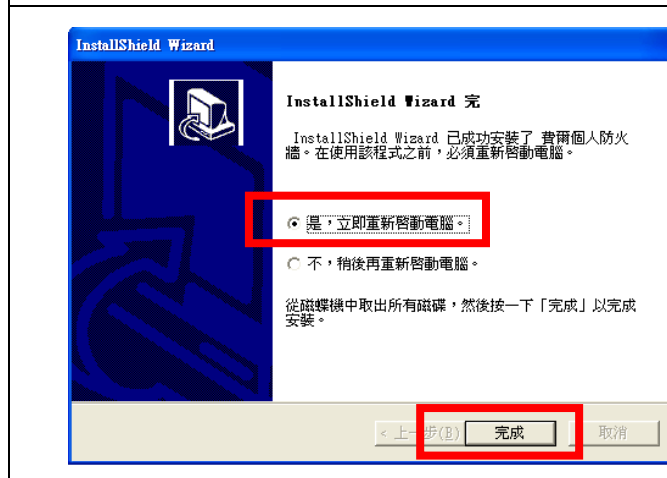 InstallShield Wizard
InstallShield Wizard 完
InstallShield Wizard 已成功安裝了 費爾個人防火
牆。在使用該程式之前，必須重新啓動電腦。
是，立即重新啓動電腦。
不，稍後再重新啓動電腦。
從磁蝶機中取出所有磁碟，然後按一下「完成」以完成
安裝。
< 上一步(B) 完成 取消